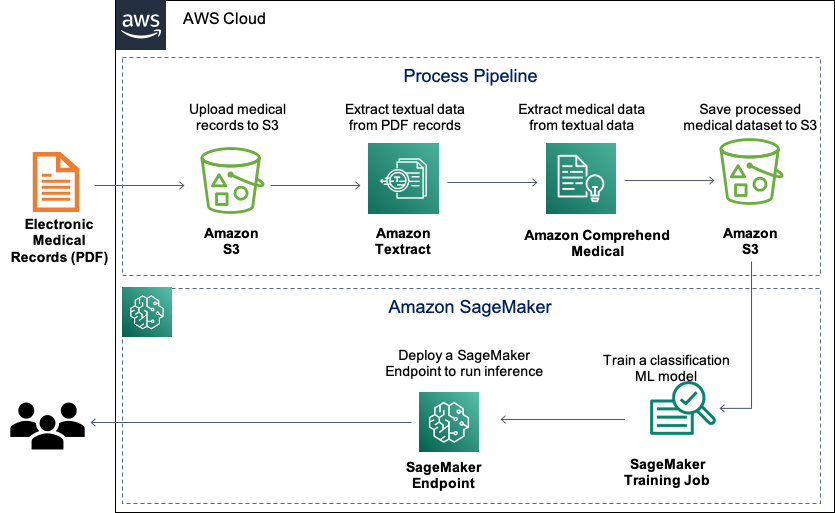 aws
AWS Cloud
Process Pipeline
Upload medical
records to S3
Extract textual data
from PDF records
Extract medical data
from textual data
Save processed
medical dataset to S3
Electronic
Medical
Records (PDF)
Amazon
S3
Amazon
Textract
Amazon Comprehend
Medical
Amazon
S3
Amazon SageMaker
Deploy a SageMaker
Endpoint to run inference
Train a classification
ML model
SageMaker
Endpoint
SageMaker
Training Job